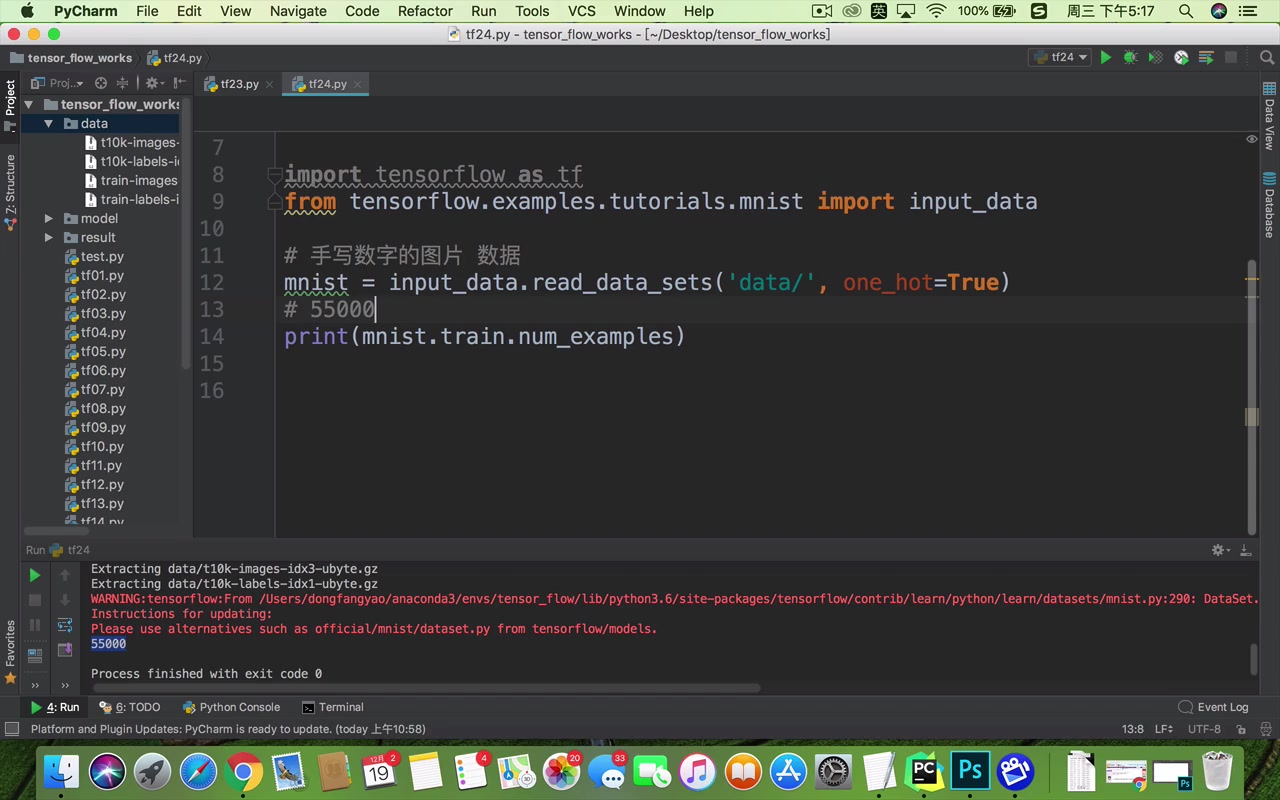 PyCharm File Edit View Navigate Code Refactor Run Tools VCS Window Help 英 100% 周三 下午5:17
tf24.py - tensor_flow_works - [~/Desktop/tensor_flow_works]
tensor_flow_works tf24.py tf24
Proj... tf23.py tf24.py
1: Project
Z: Structure
Favorites
Data View
Database
tensor_flow_works
data
t10k-images-
t10k-labels-i
train-images
train-labels-i
model
result
test.py
tf01.py
tf02.py
tf03.py
tf04.py
tf05.py
tf06.py
tf07.py
tf08.py
tf09.py
tf10.py
tf11.py
tf12.py
tf13.py
tf14.py
7
8 import tensorflow as tf
9 from tensorflow.examples.tutorials.mnist import input_data
10
11 # 手写数字的图片 数据
12 mnist = input_data.read_data_sets('data/', one_hot=True)
13 # 55000
14 print(mnist.train.num_examples)
15
16
Run tf24
Extracting data/t10k-images-idx3-ubyte.gz
Extracting data/t10k-labels-idx1-ubyte.gz
WARNING:tensorflow:From /Users/dongfangyao/anaconda3/envs/tensor_flow/lib/python3.6/site-packages/tensorflow/contrib/learn/python/learn/datasets/mnist.py:290: DataSet.
Instructions for updating:
Please use alternatives such as official/mnist/dataset.py from tensorflow/models.
55000
Process finished with exit code 0
4: Run 6: TODO Python Console Terminal Event Log
Platform and Plugin Updates: PyCharm is ready to update. (today 上午10:58) 13:8 LF UTF-8
12月 19 2 4 20 33 PC Ps